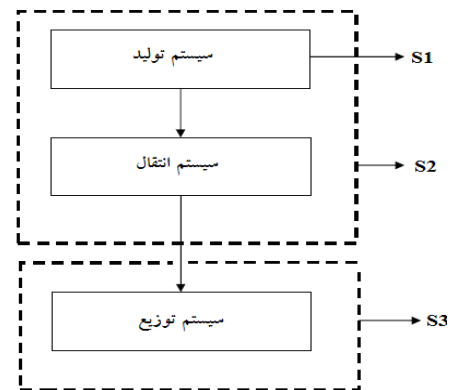 سیستم تولید
S1
سیستم انتقال
S2
سیستم توزیع
S3